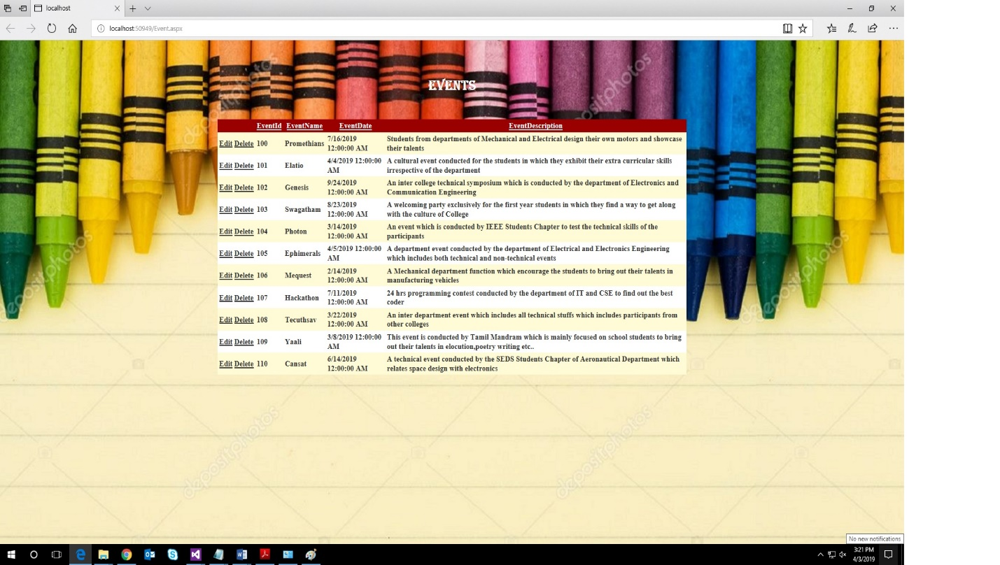 localhost
localhost:50949/Event.aspx
depositphotos
depositphotos
EVENTS
EventId EventName EventDate EventDescription
Edit Delete 100 Promethians 7/16/2019 Students from departments of Mechanical and Electrical design their own motors and showcase
12:00:00 AM their talents
Edit Delete 101 Elatio 4/4/2019 12:00:00 A cultural event conducted for the students in which they exhibit their extra curricular skills
AM irrespective of the department
Edit Delete 102 Genesis 9/24/2019 An inter college technical symposium which is conducted by the department of Electronics and
12:00:00 AM Communication Engineering
Edit Delete 103 Swagatham 8/23/2019 A welcoming party exclusively for the first year students in which they find a way to get along
12:00:00 AM with the culture of College
Edit Delete 104 Photon 3/14/2019 An event which is conducted by IEEE Students Chapter to test the technical skills of the
12:00:00 AM participants
Edit Delete 105 Ephimerals 4/5/2019 12:00:00 A department event conducted by the department of Electrical and Electronics Engineering
AM which includes both technical and non-technical events
Edit Delete 106 Mequest 2/14/2019 A Mechanical department function which encourage the students to bring out their talents in
12:00:00 AM manufacturing vehicles
Edit Delete 107 Hackathon 7/11/2019 24 hrs programming contest conducted by the department of IT and CSE to find out the best
12:00:00 AM coder
Edit Delete 108 Tecuthsav 3/22/2019 An inter department event which includes all technical stuffs which includes participants from
12:00:00 AM other colleges
Edit Delete 109 Yaali 3/8/2019 12:00:00 This event is conducted by Tamil Mandram which is mainly focused on school students to bring
AM out their talents in elocution,poetry writing etc..
Edit Delete 110 Cansat 6/14/2019 A technical event conducted by the SEDS Students Chapter of Aeronautical Department which
12:00:00 AM relates space design with electronics
depositphotos
depositphotos
depositphotos
depositphotos
No new notifications
3:21 PM
4/3/2019